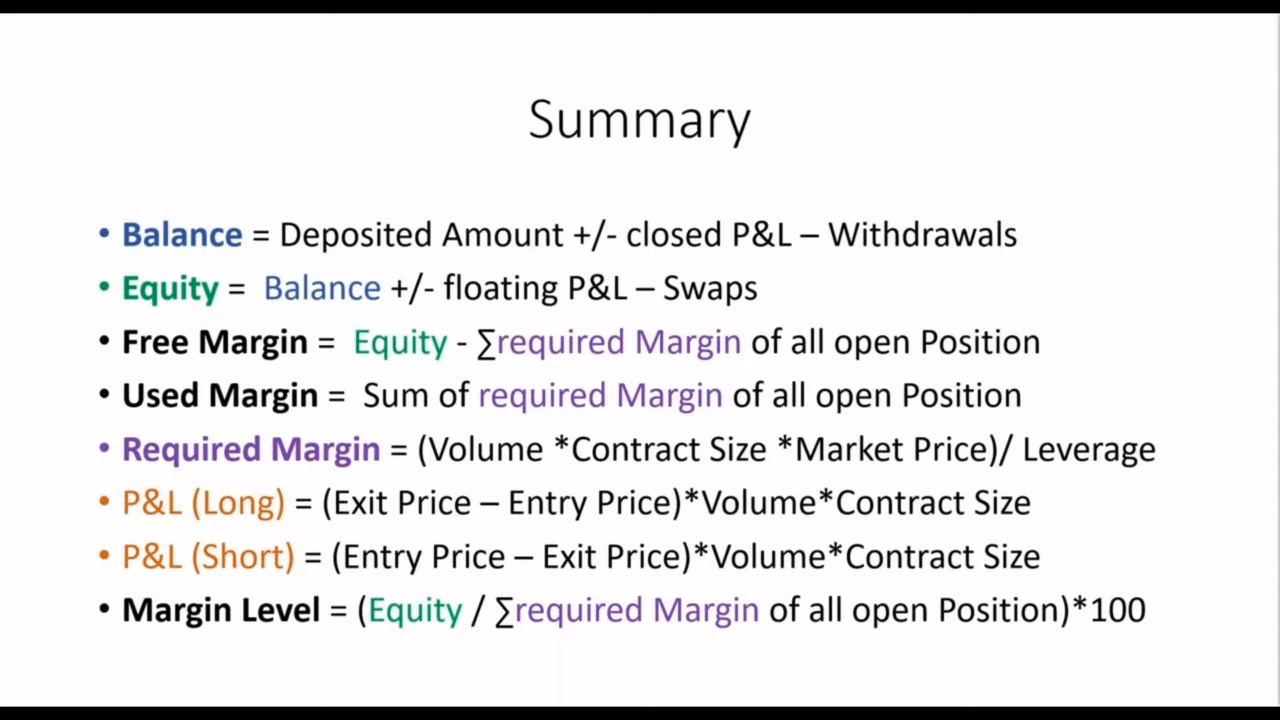 Summary
• Balance = Deposited Amount +/- closed P&L – Withdrawals
• Equity = Balance +/- floating P&L – Swaps
• Free Margin = Equity - ∑required Margin of all open Position
• Used Margin = Sum of required Margin of all open Position
• Required Margin = (Volume *Contract Size *Market Price)/ Leverage
• P&L (Long) = (Exit Price – Entry Price)*Volume*Contract Size
• P&L (Short) = (Entry Price – Exit Price)*Volume*Contract Size
• Margin Level = (Equity / ∑required Margin of all open Position)*100